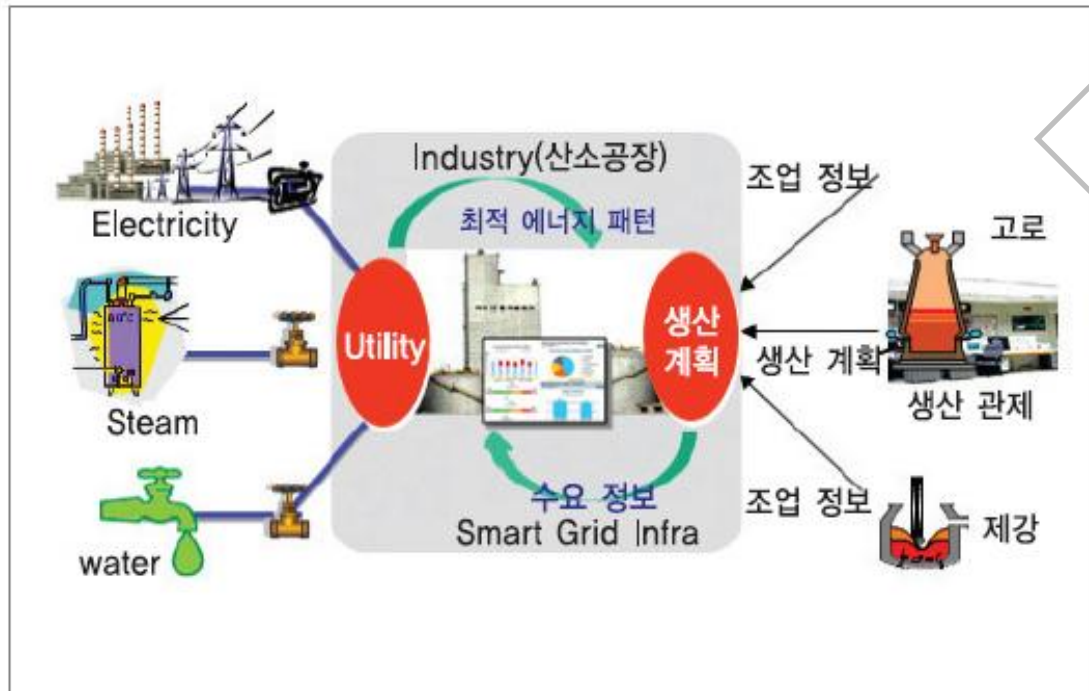 Industry(산소공장)
최적 에너지 패턴
Electricity
Steam
water
Utility
생산
계획
수요 정보
Smart Grid Infra
조업 정보
고로
생산 계획
생산 관제
조업 정보
제강